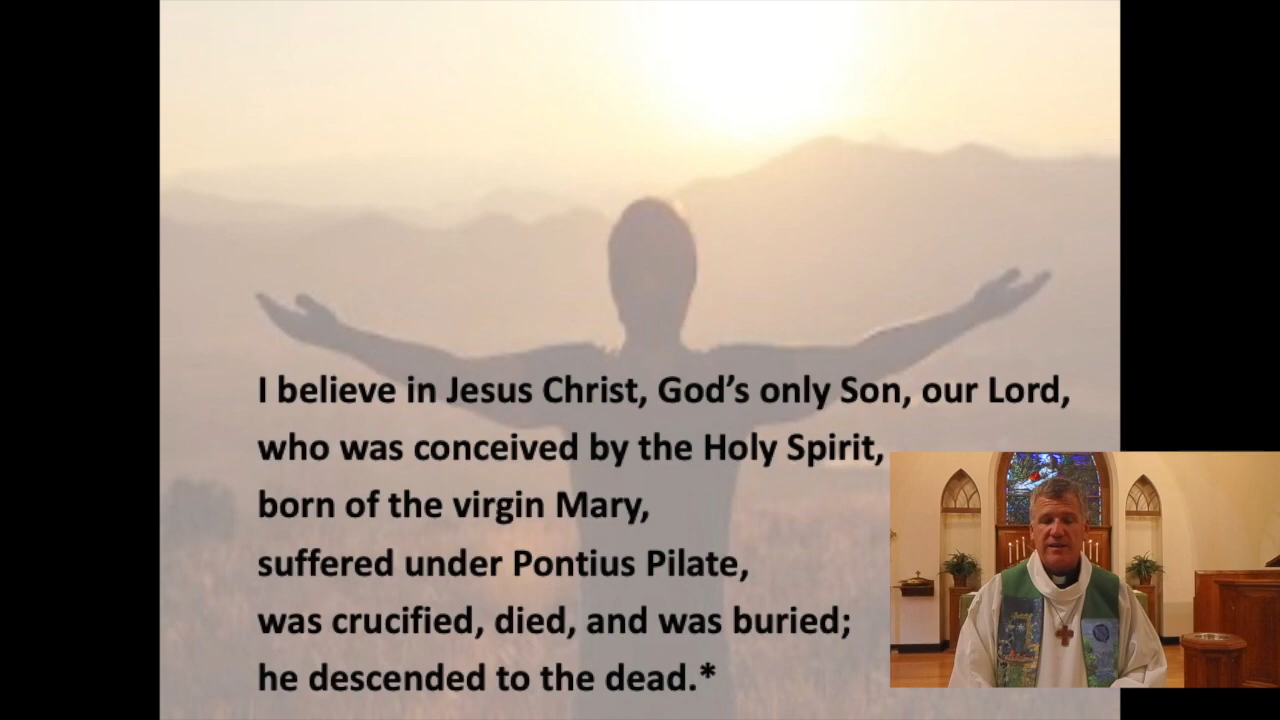 I believe in Jesus Christ, God’s only Son, our Lord,
who was conceived by the Holy Spirit,
born of the virgin Mary,
suffered under Pontius Pilate,
was crucified, died, and was buried;
he descended to the dead.*